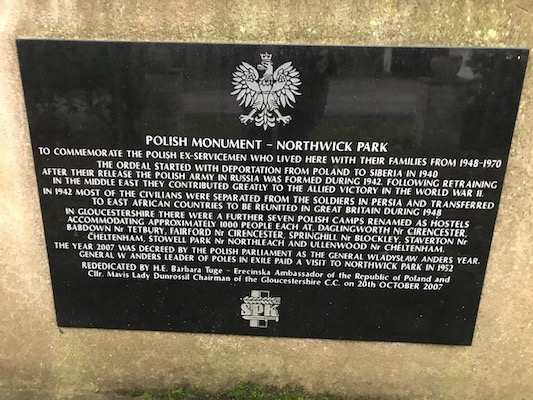 POLISH MONUMENT – NORTHWICK PARK
TO COMMEMORATE THE POLISH EX-SERVICEMEN WHO LIVED HERE WITH THEIR FAMILIES FROM 1948-1970
THE ORDEAL STARTED WITH DEPORTATION FROM POLAND TO SIBERIA IN 1940
AFTER THEIR RELEASE THE POLISH ARMY IN RUSSIA WAS FORMED DURING 1942. FOLLOWING RETRAINING
IN THE MIDDLE EAST THEY CONTRIBUTED GREATLY TO THE ALLIED VICTORY IN THE WORLD WAR II.
IN 1942 MOST OF THE CIVILIANS WERE SEPARATED FROM THE SOLDIERS IN PERSIA AND TRANSFERRED
TO EAST AFRICAN COUNTRIES TO BE REUNITED IN GREAT BRITAIN DURING 1948
IN GLOUCESTERSHIRE THERE WERE A FURTHER SEVEN POLISH CAMPS RENAMED AS HOSTELS
ACCOMMODATING APPROXIMATELY 1000 PEOPLE EACH AT, DAGLINGWORTH Nr CIRENCESTER,
BABDOWN Nr TETBURY, FAIRFORD Nr CIRENCESTER, SPRINGHILL Nr BLOCKLEY, STAVERTON Nr
CHELTENHAM, STOWELL PARK Nr NORTHLEACH AND ULLENWOOD Nr CHELTENHAM.
THE YEAR 2007 WAS DECREED BY THE POLISH PARLIAMENT AS THE GENERAL WŁADYSŁAW ANDERS YEAR.
GENERAL W ANDERS LEADER OF POLES IN EXILE PAID A VISIT TO NORTHWICK PARK IN 1952
REDEDICATED BY H.E. Barbara Tuge – Erecinska Ambassador of the Republic of Poland and
Cllr. Mavis Lady Dunrossil Chairman of the Gloucestershire C.C. on 20th OCTOBER 2007
SPK